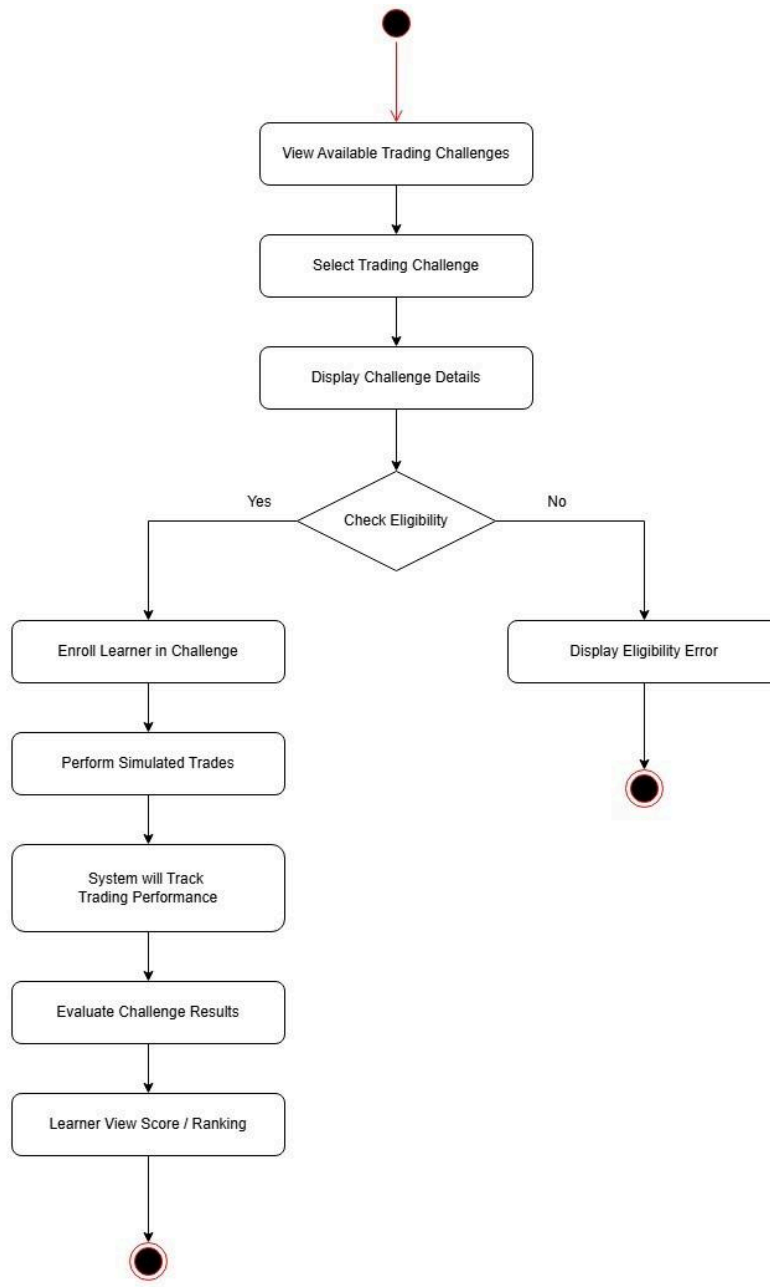 View Available Trading Challenges
Select Trading Challenge
Display Challenge Details
Yes
No
Check Eligibility
Enroll Learner in Challenge
Display Eligibility Error
Perform Simulated Trades
System will Track
Trading Performance
Evaluate Challenge Results
Learner View Score / Ranking